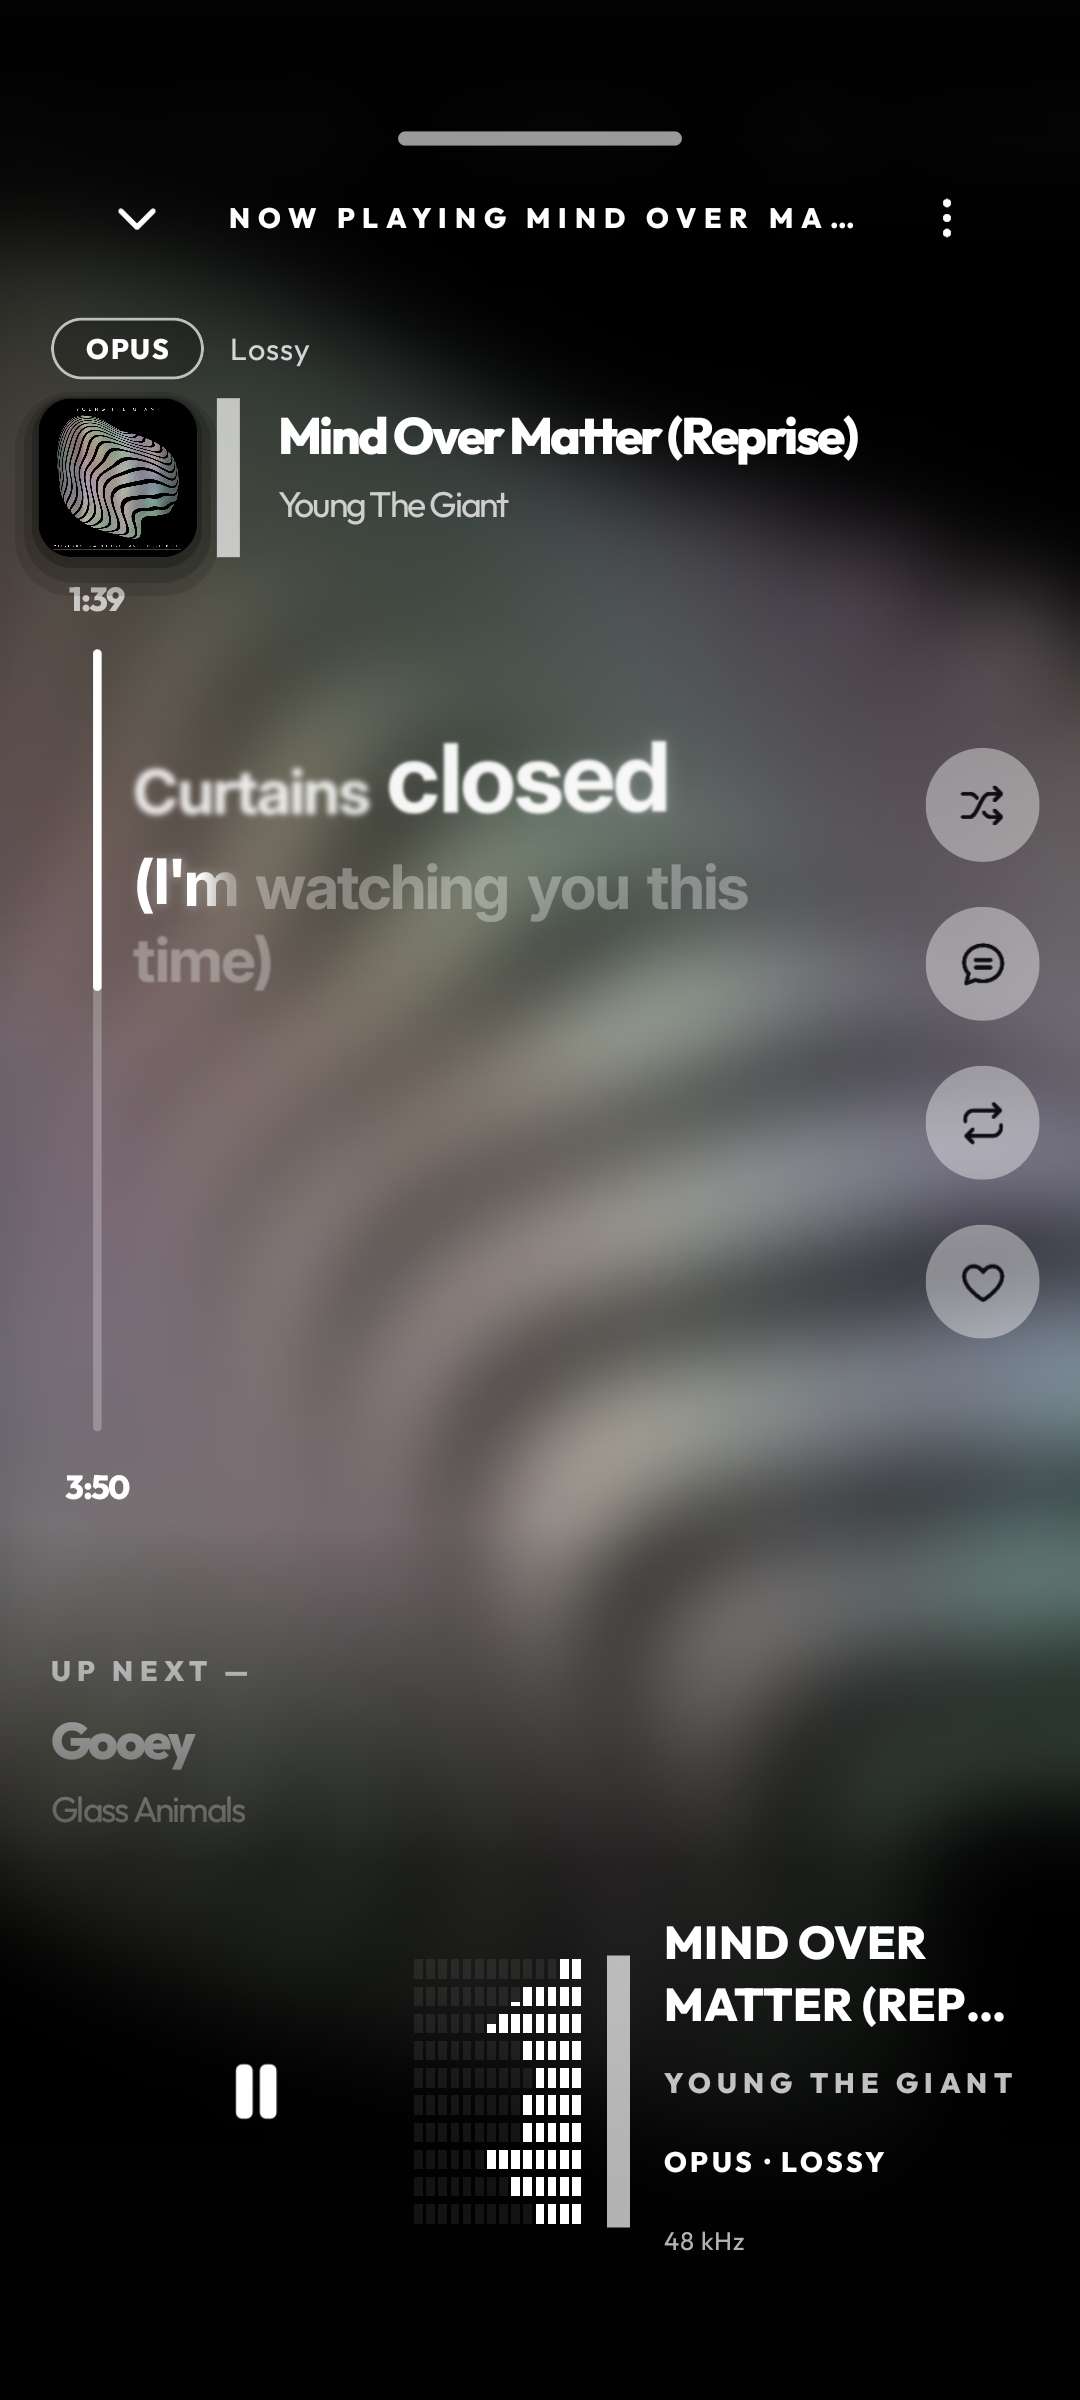 NOW PLAYING MIND OVER MA...
OPUS Lossy
Mind Over Matter (Reprise)
Young The Giant
1:39
Curtains closed
(I'm watching you this
time)
3:50
UP NEXT —
Gooey
Glass Animals
MIND OVER
MATTER (REP...
YOUNG THE GIANT
OPUS · LOSSY
48 kHz